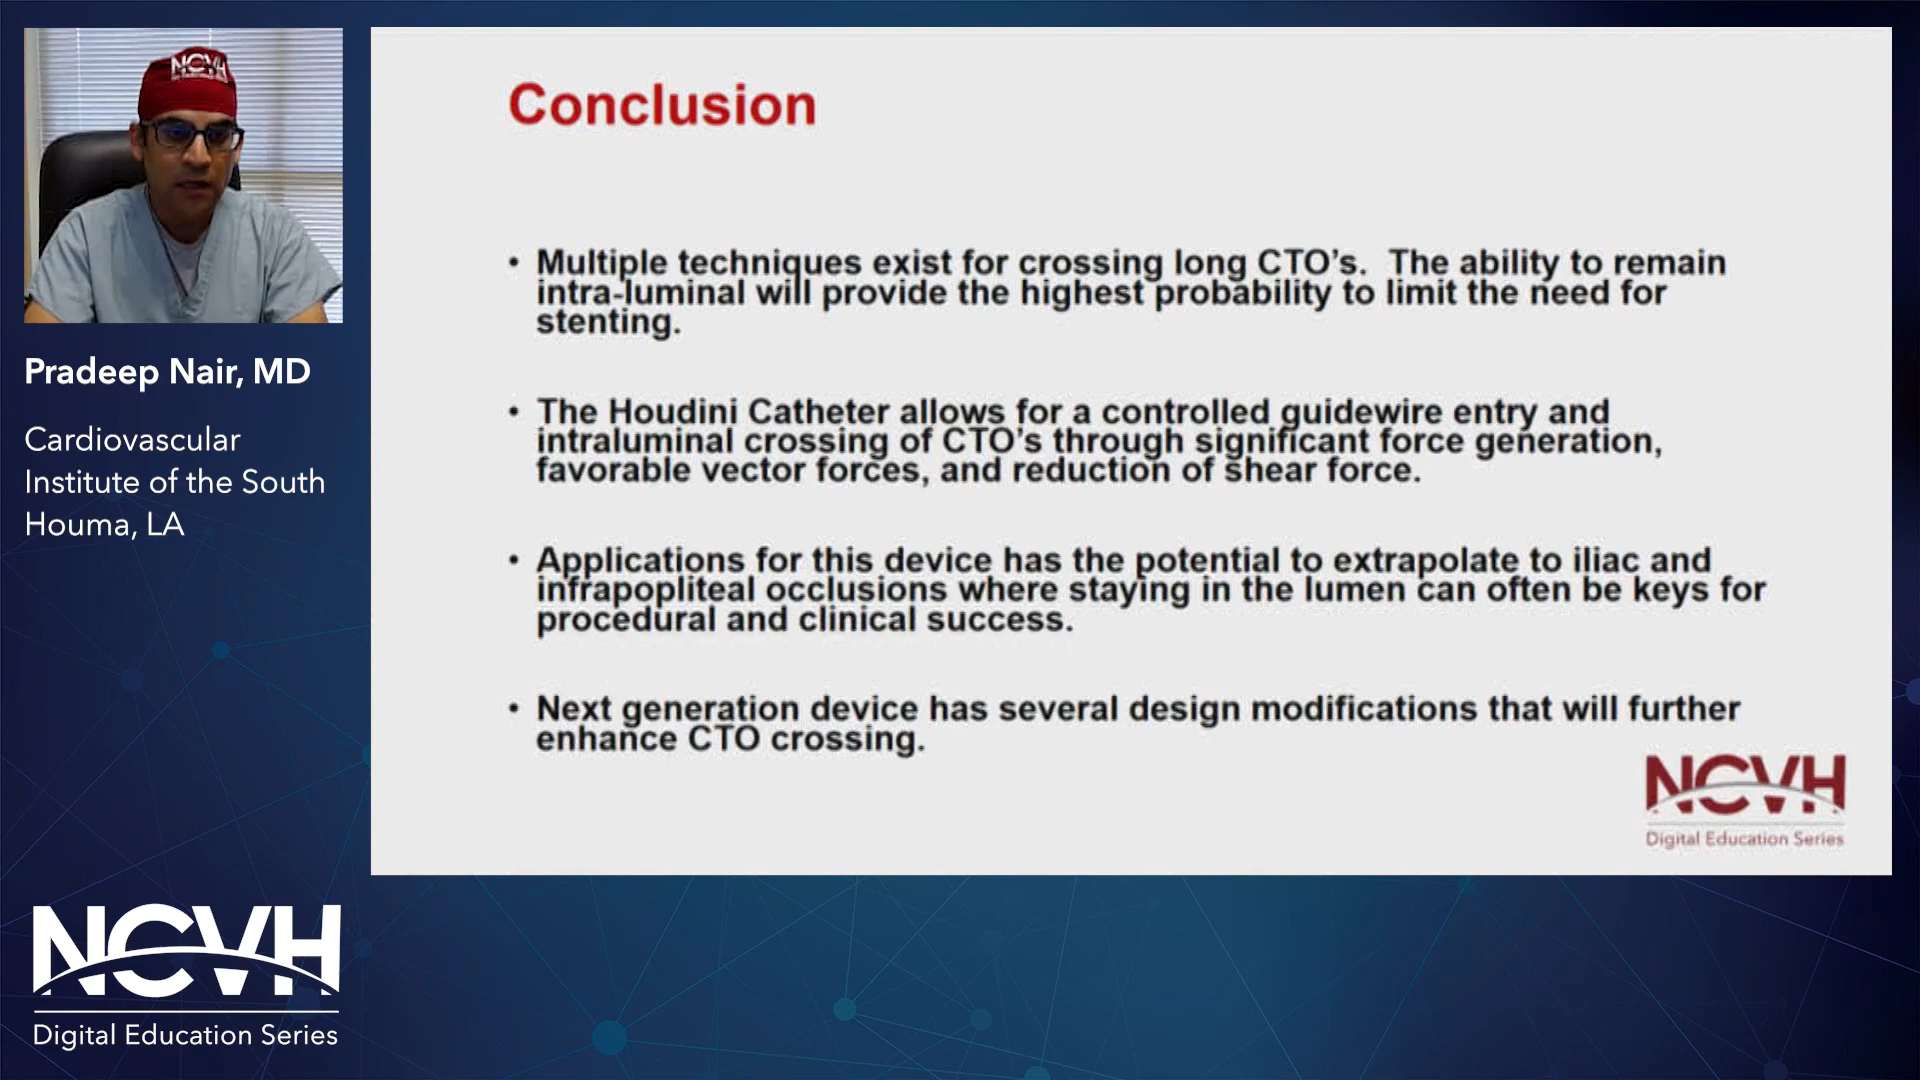 NCVH
Pradeep Nair, MD
Cardiovascular
Institute of the South
Houma, LA
NCVH
Digital Education Series
Conclusion
• Multiple techniques exist for crossing long CTO's. The ability to remain
intra-luminal will provide the highest probability to limit the need for
stenting.
• The Houdini Catheter allows for a controlled guidewire entry and
intraluminal crossing of CTO's through significant force generation,
favorable vector forces, and reduction of shear force.
• Applications for this device has the potential to extrapolate to iliac and
infrapopliteal occlusions where staying in the lumen can often be keys for
procedural and clinical success.
• Next generation device has several design modifications that will further
enhance CTO crossing.
NCVH
Digital Education Series